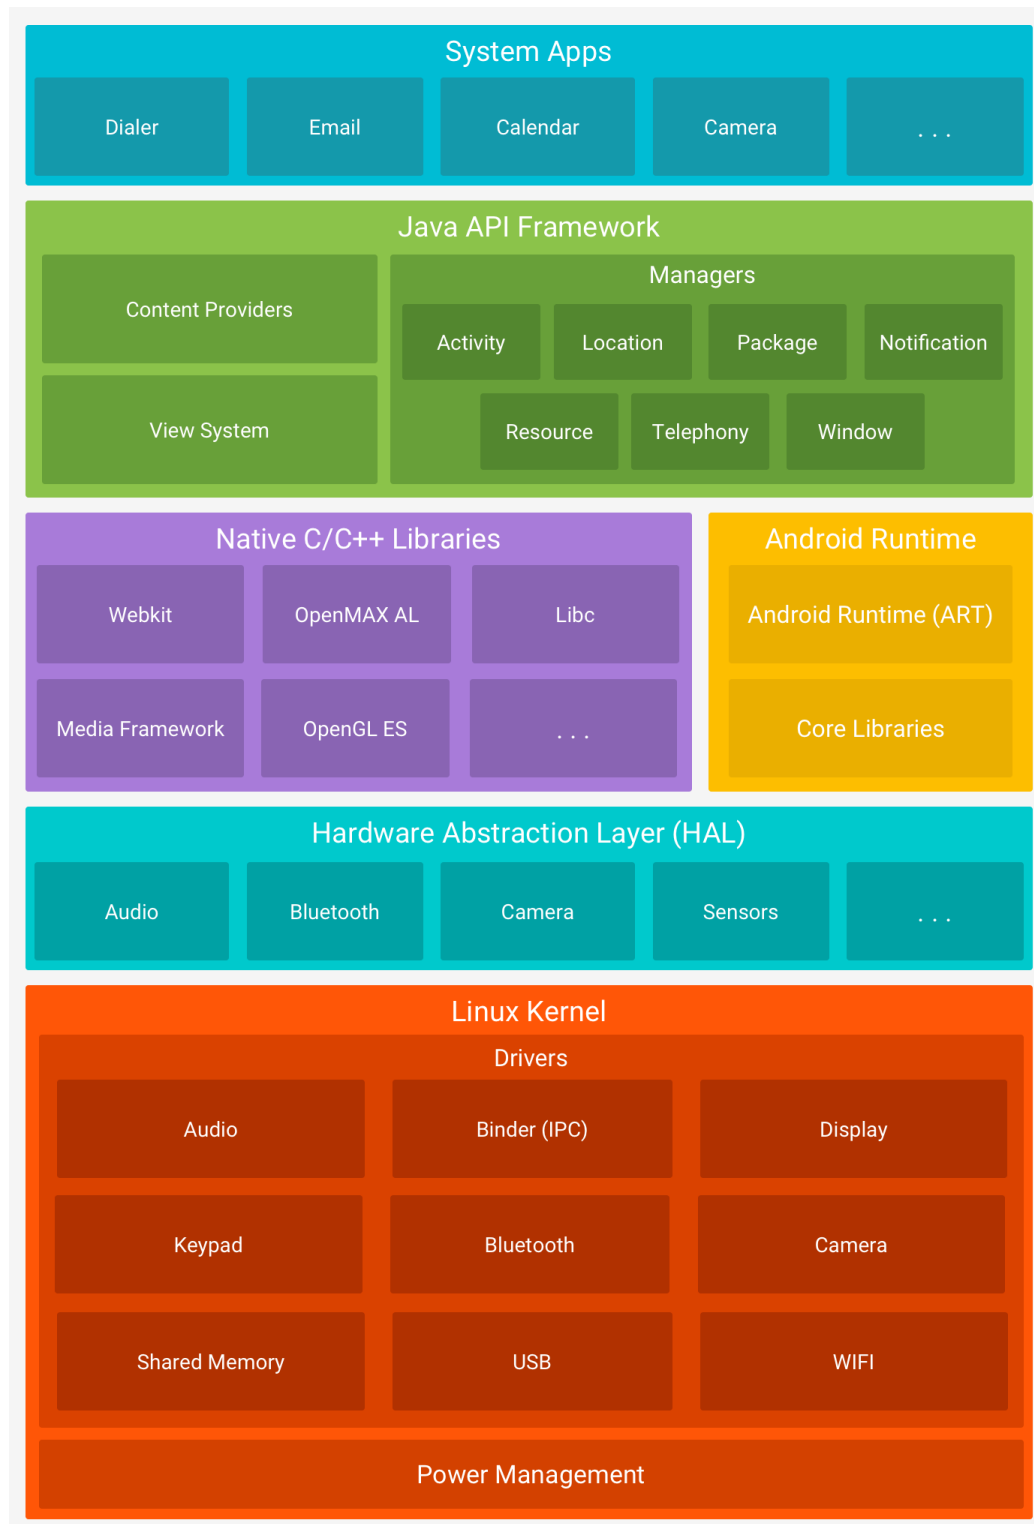 System Apps
Dialer
Email
Calendar
Camera
. . .
Java API Framework
Content Providers
View System
Managers
Activity
Location
Package
Notification
Resource
Telephony
Window
Native C/C++ Libraries
Webkit
OpenMAX AL
Libc
Media Framework
OpenGL ES
. . .
Android Runtime
Android Runtime (ART)
Core Libraries
Hardware Abstraction Layer (HAL)
Audio
Bluetooth
Camera
Sensors
. . .
Linux Kernel
Drivers
Audio
Binder (IPC)
Display
Keypad
Bluetooth
Camera
Shared Memory
USB
WIFI
Power Management